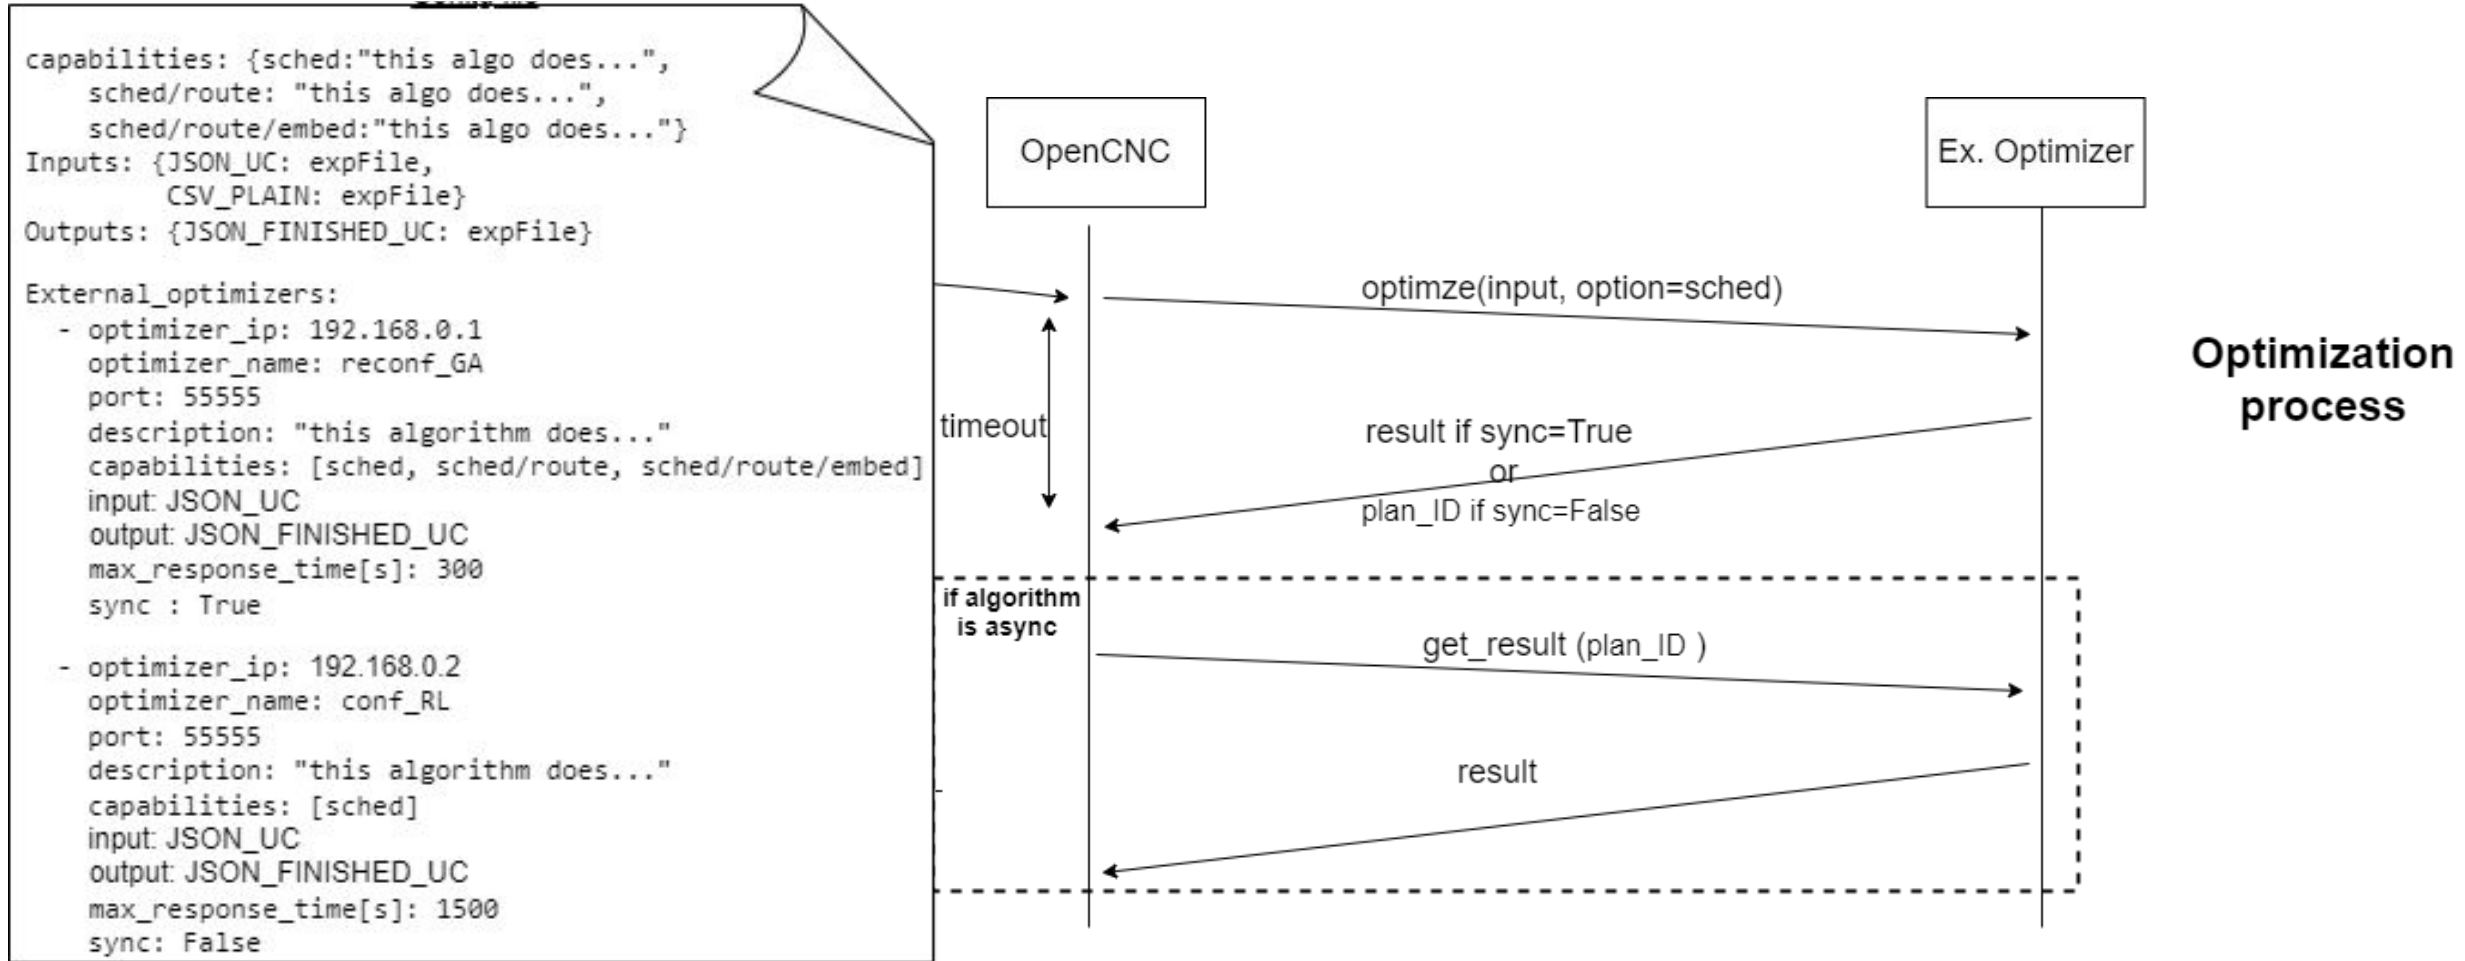 capabilities: {sched:"this algo does...",
sched/route: "this algo does...",
sched/route/embed:"this algo does..."}
Inputs: {JSON_UC: expFile,
CSV_PLAIN: expFile}
Outputs: {JSON_FINISHED_UC: expFile}
External_optimizers:
- optimizer_ip: 192.168.0.1
optimizer_name: reconf_GA
port: 55555
description: "this algorithm does..."
capabilities: [sched, sched/route, sched/route/embed]
input: JSON_UC
output: JSON_FINISHED_UC
max_response_time[s]: 300
sync : True
- optimizer_ip: 192.168.0.2
optimizer_name: conf_RL
port: 55555
description: "this algorithm does..."
capabilities: [sched]
input: JSON_UC
output: JSON_FINISHED_UC
max_response_time[s]: 1500
sync: False
OpenCNC
Ex. Optimizer
optimze(input, option=sched)
timeout
result if sync=True
or
plan_ID if sync=False
if algorithm
is async
get_result (plan_ID )
result
Optimization
process